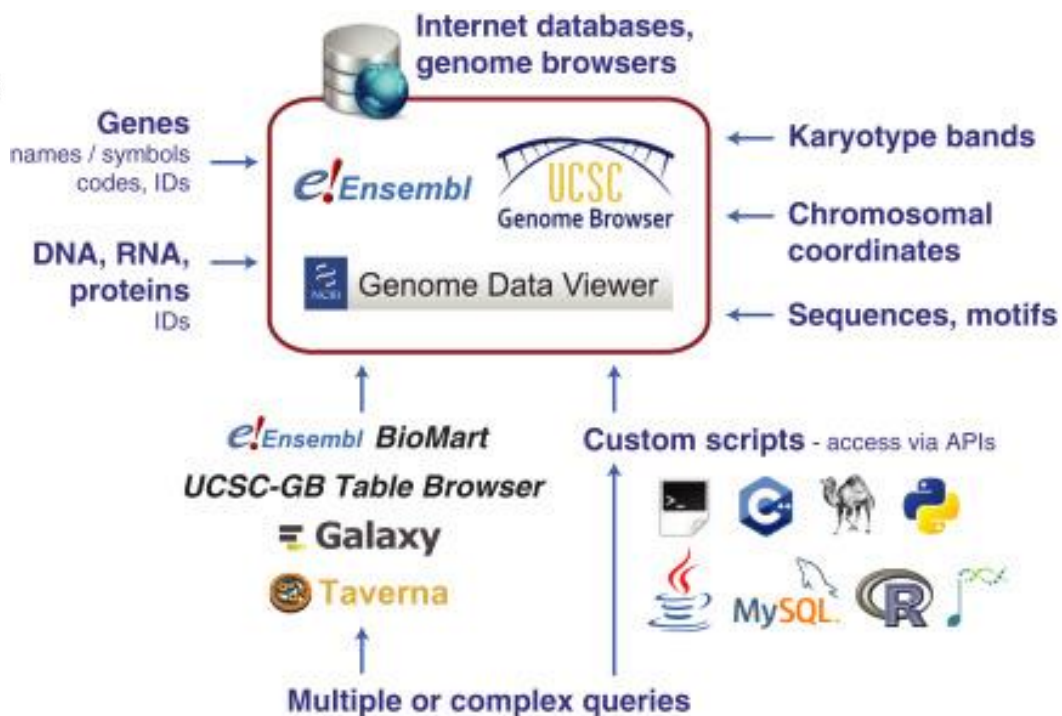 Internet databases,
genome browsers
Genes
names / symbols
codes, IDs
DNA, RNA,
proteins
IDs
e!Ensembl
UCSC
Genome Browser
NCBI
Genome Data Viewer
Karyotype bands
Chromosomal
coordinates
Sequences, motifs
e!Ensembl BioMart
UCSC-GB Table Browser
Galaxy
Taverna
Custom scripts - access via APIs
>_
C++
MySQL
R
Multiple or complex queries